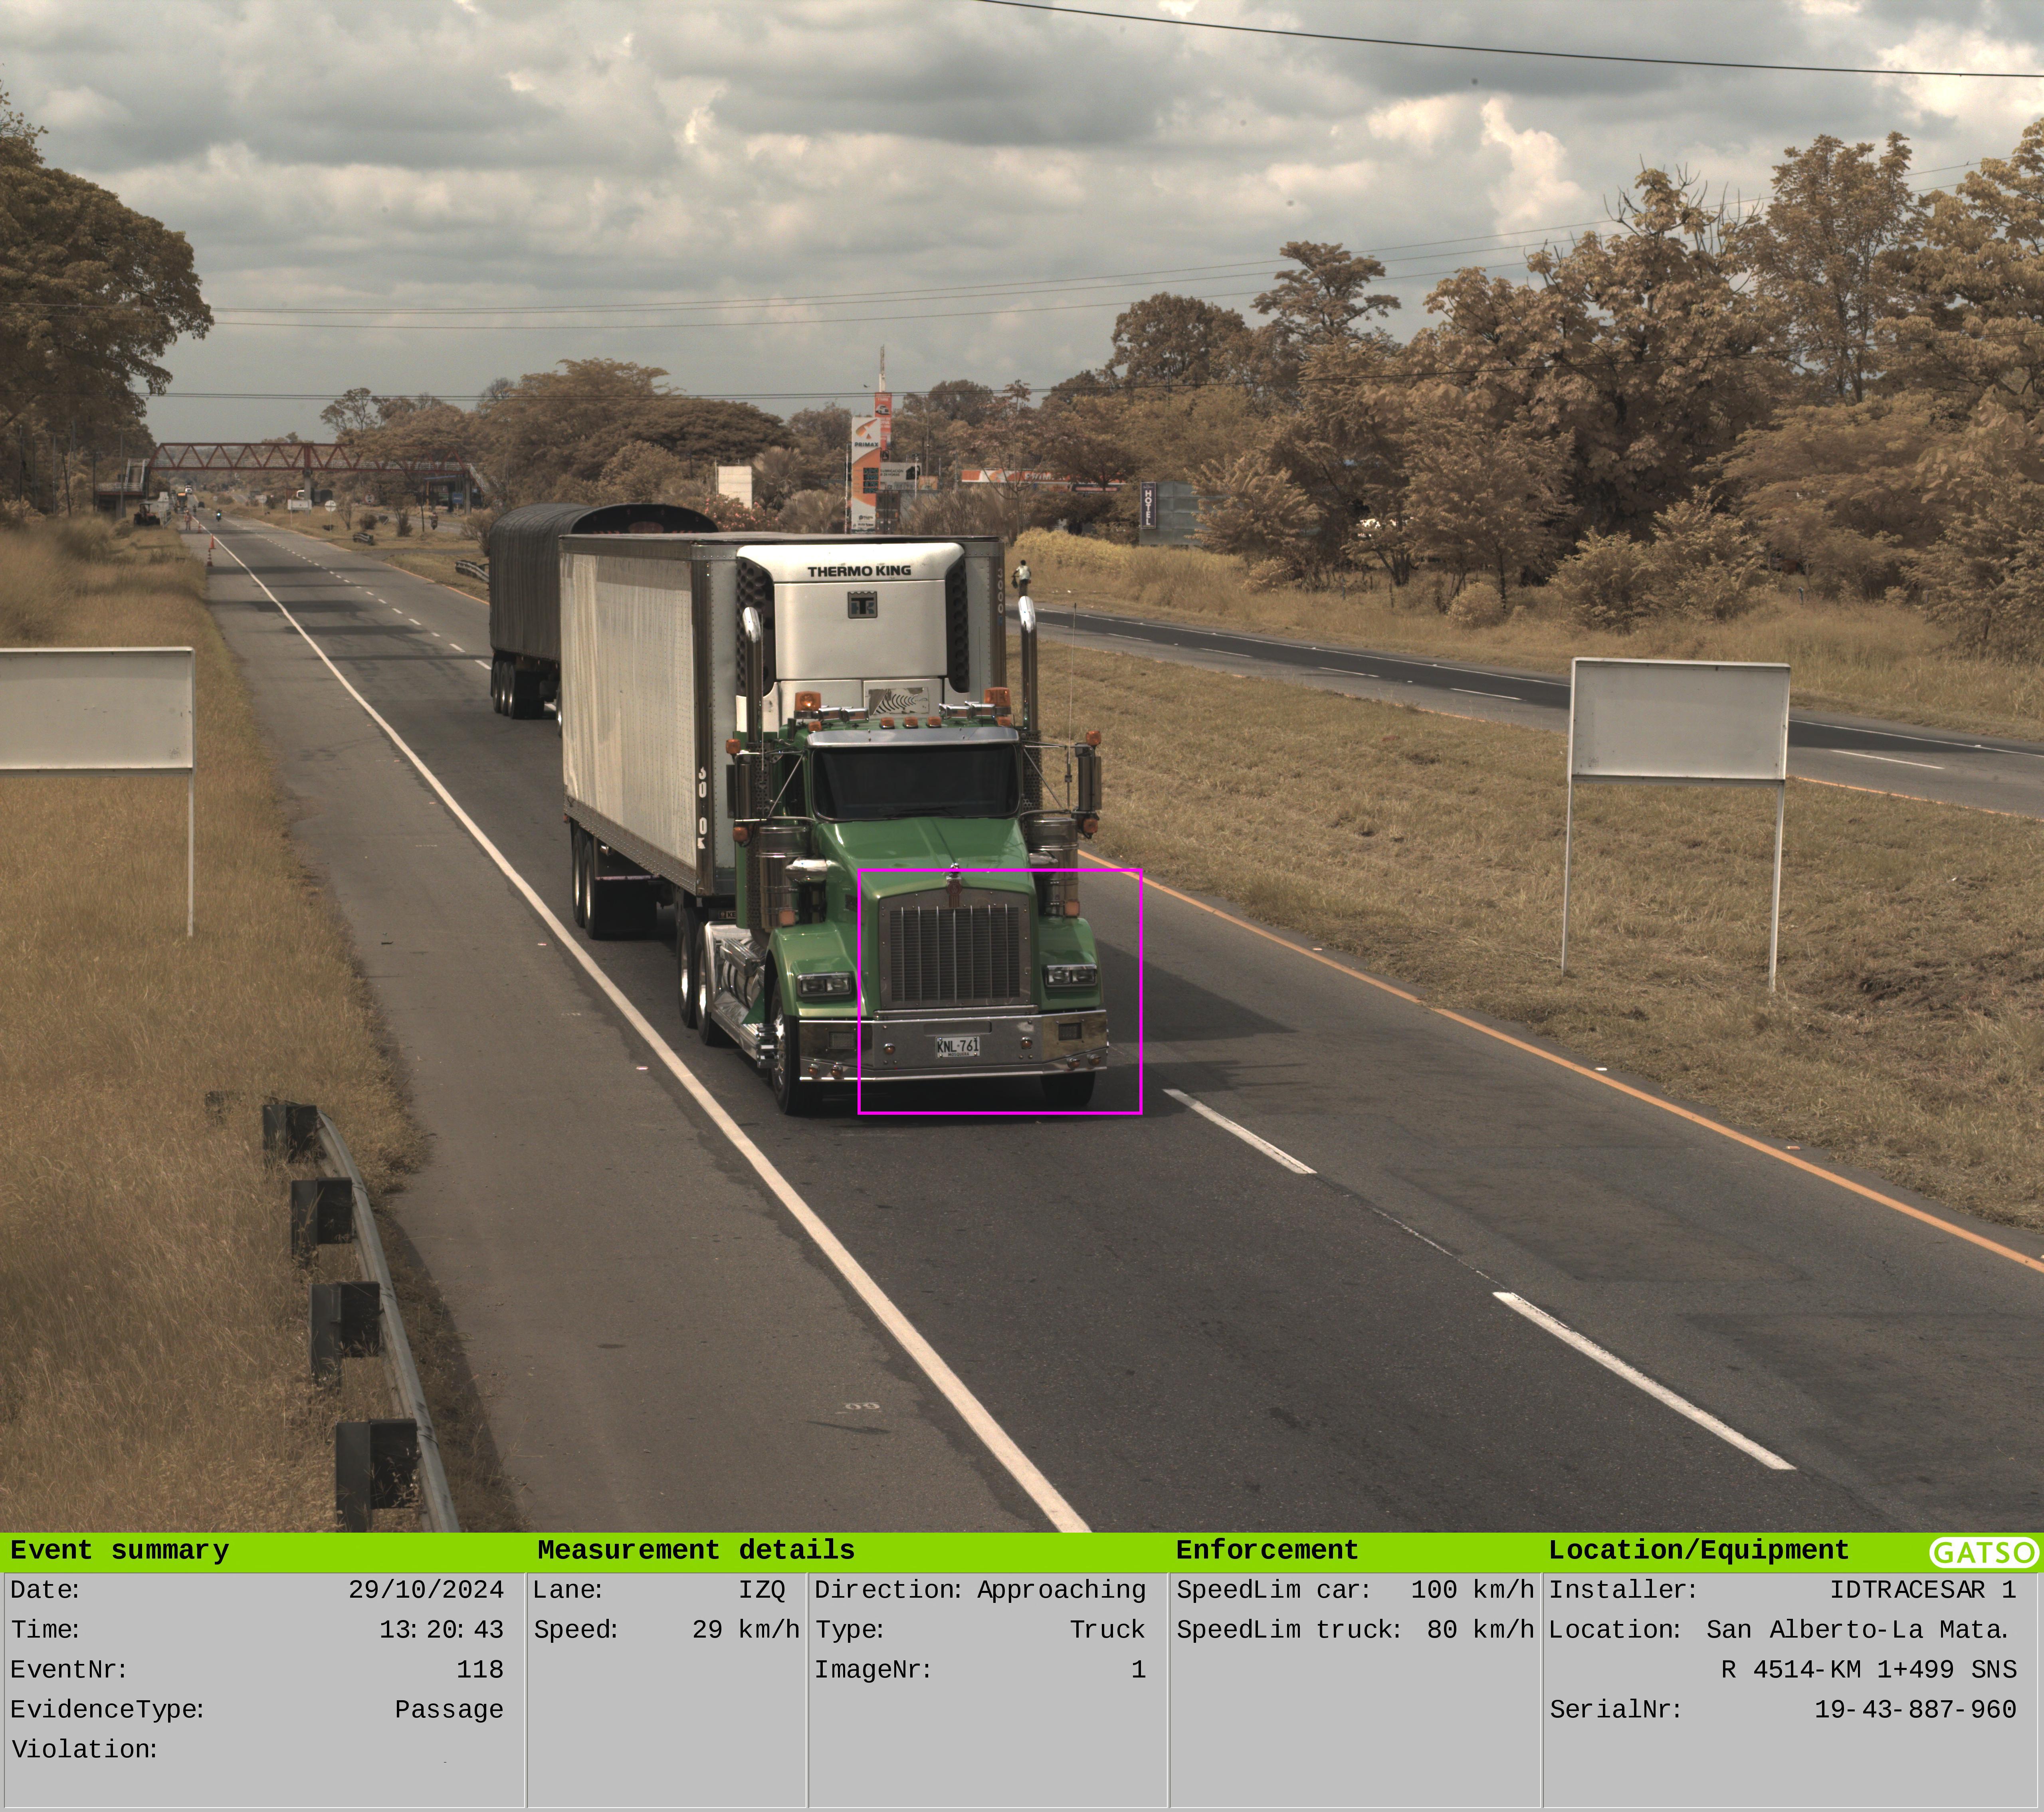 PRIMAX
HOTEL
THERMO KING
KNL-761
Event summary
Date: 29/10/2024
Time: 13:20:43
EventNr: 118
EvidenceType: Passage
Violation:
Measurement details
Lane: IZQ
Speed: 29 km/h
Direction: Approaching
Type: Truck
ImageNr: 1
Enforcement
SpeedLim car: 100 km/h
SpeedLim truck: 80 km/h
Location/Equipment
GATSO
Installer: IDTRACESAR 1
Location: San Alberto-La Mata.
R 4514-KM 1+499 SNS
SerialNr: 19-43-887-960